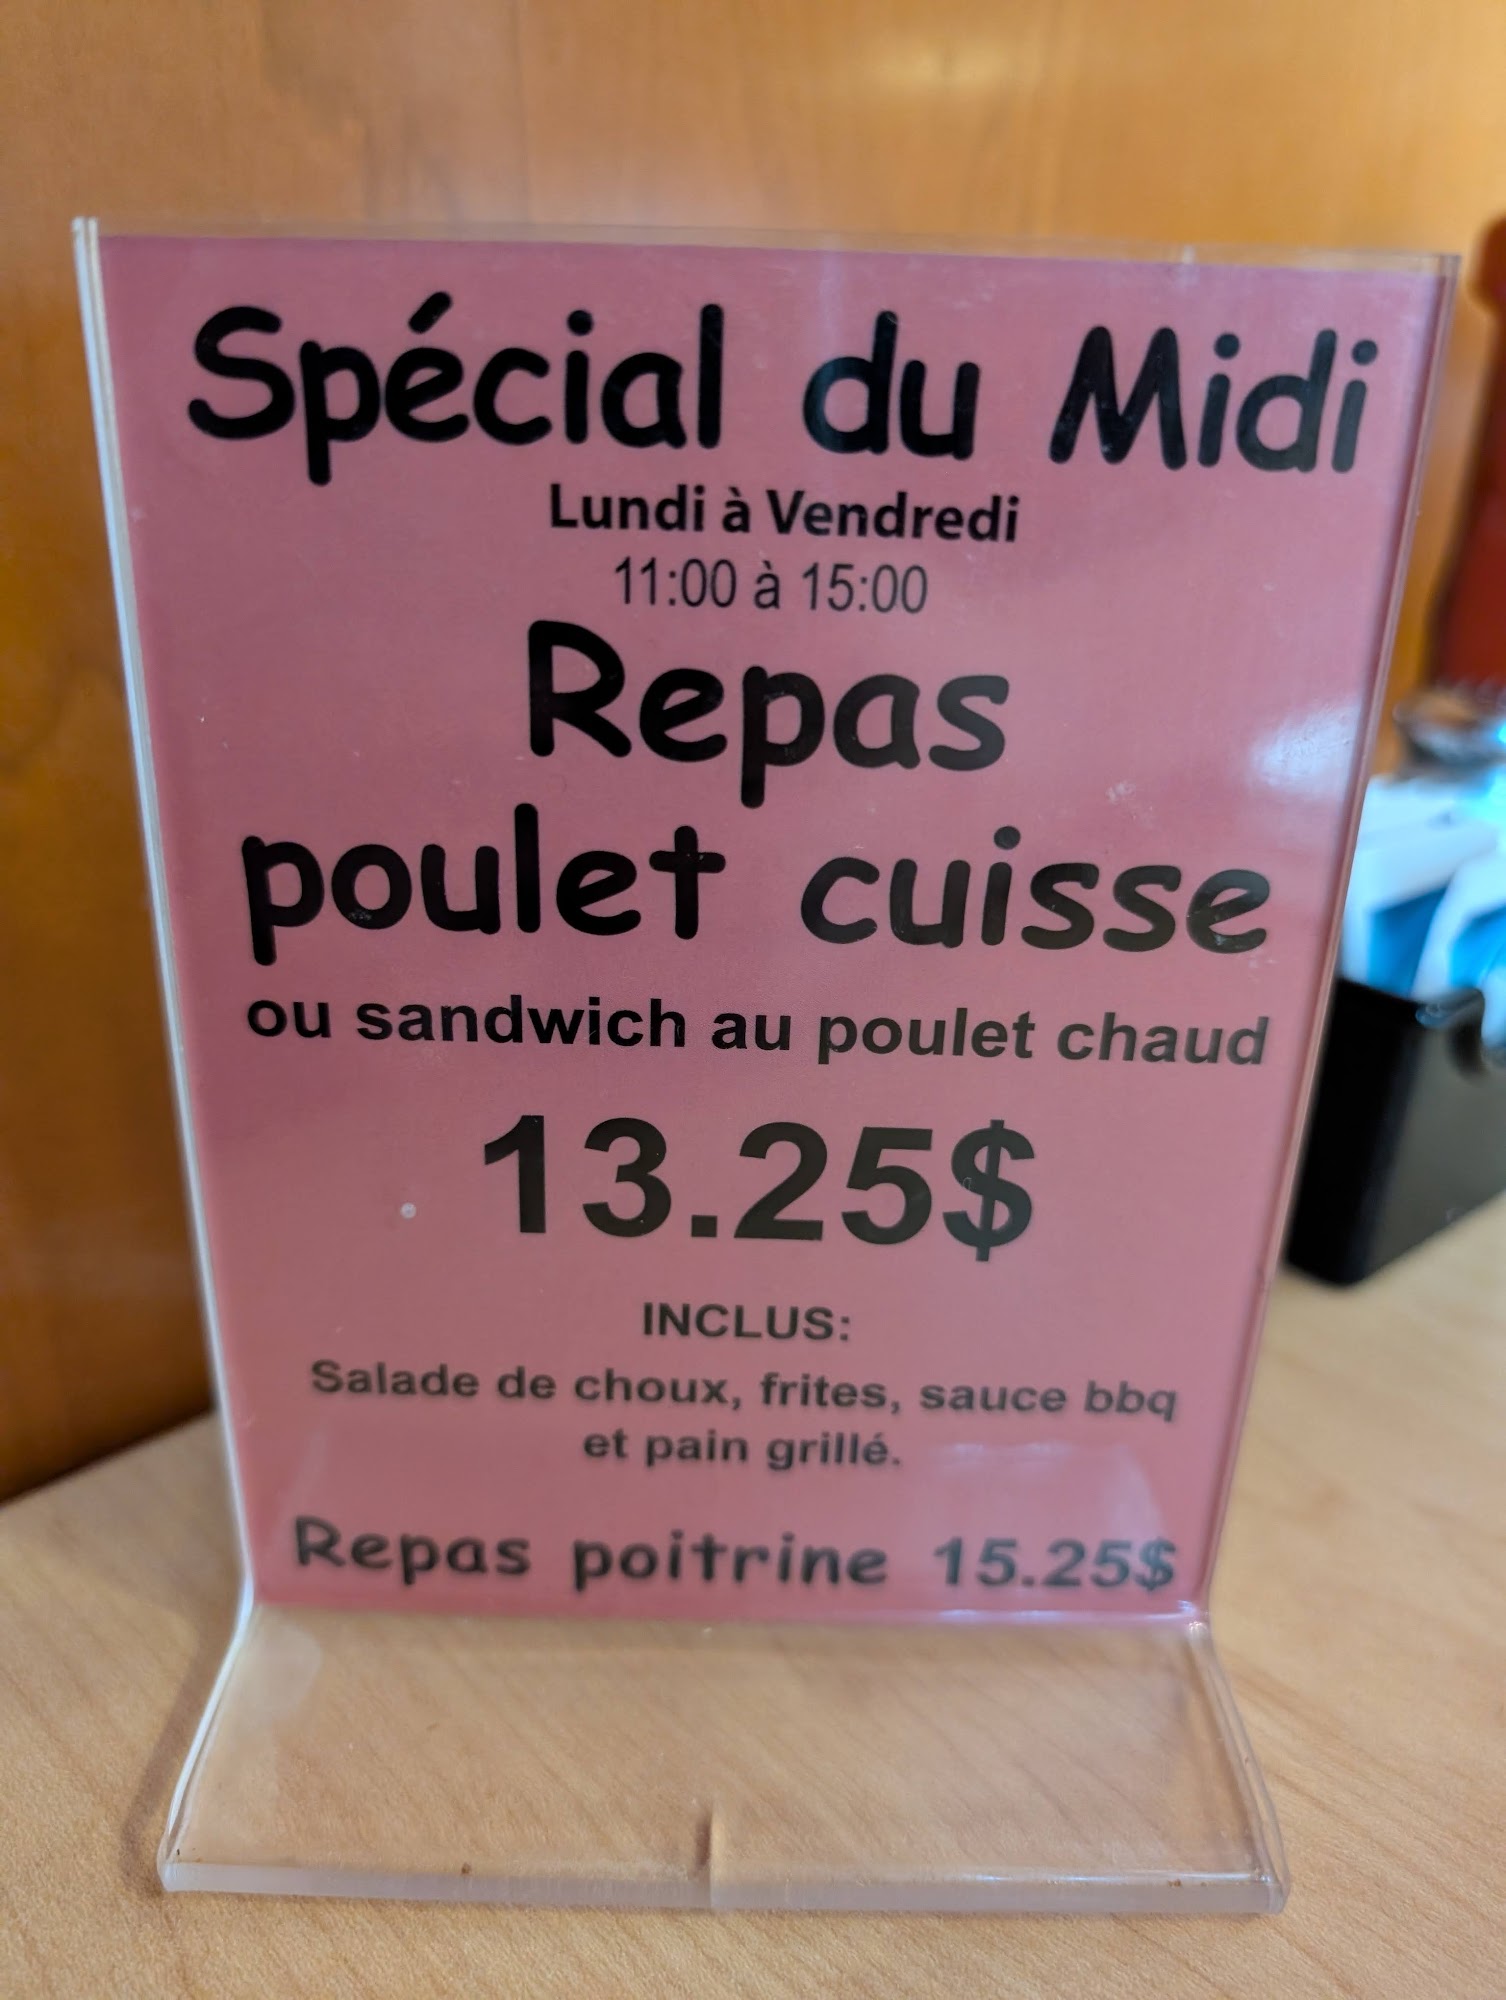 Spécial du Midi
Lundi à Vendredi
11:00 à 15:00
Repas
poulet cuisse
ou sandwich au poulet chaud
13.25$
INCLUS:
Salade de choux, frites, sauce bbq
et pain grillé.
Repas poitrine 15.25$